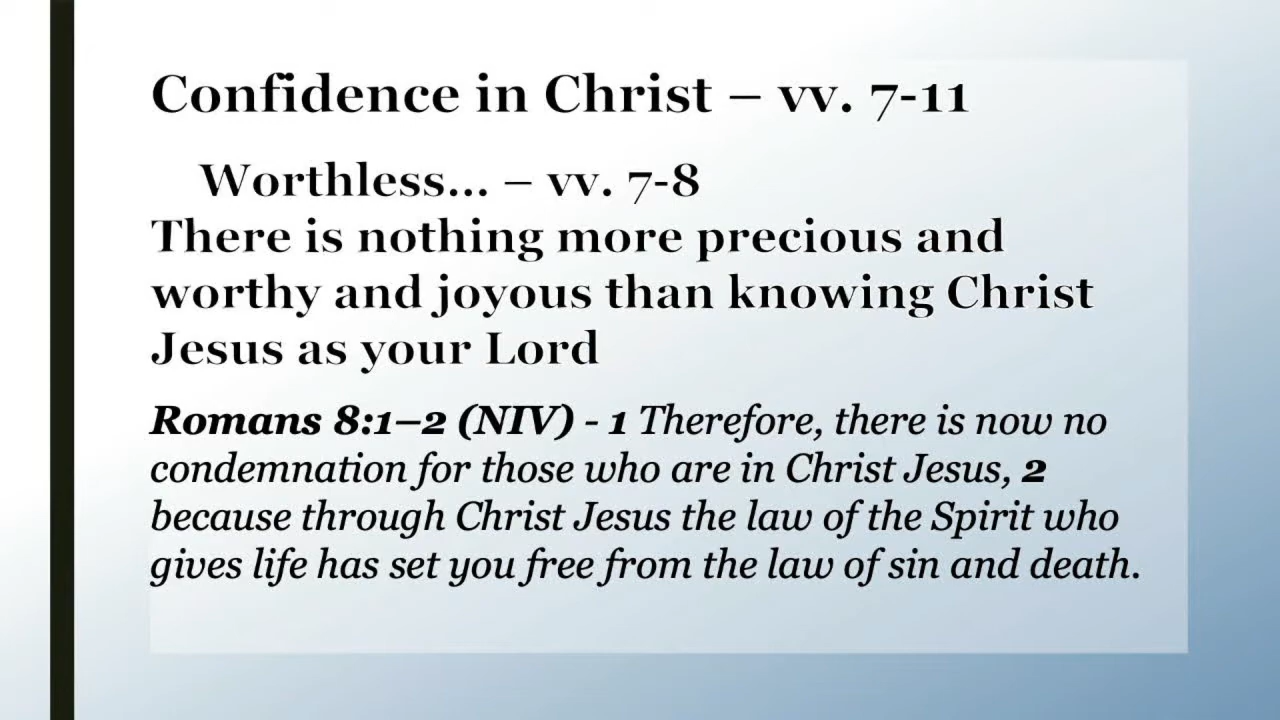 Confidence in Christ – vv. 7-11
Worthless... – vv. 7-8
There is nothing more precious and
worthy and joyous than knowing Christ
Jesus as your Lord
Romans 8:1–2 (NIV) - 1 Therefore, there is now no
condemnation for those who are in Christ Jesus, 2
because through Christ Jesus the law of the Spirit who
gives life has set you free from the law of sin and death.